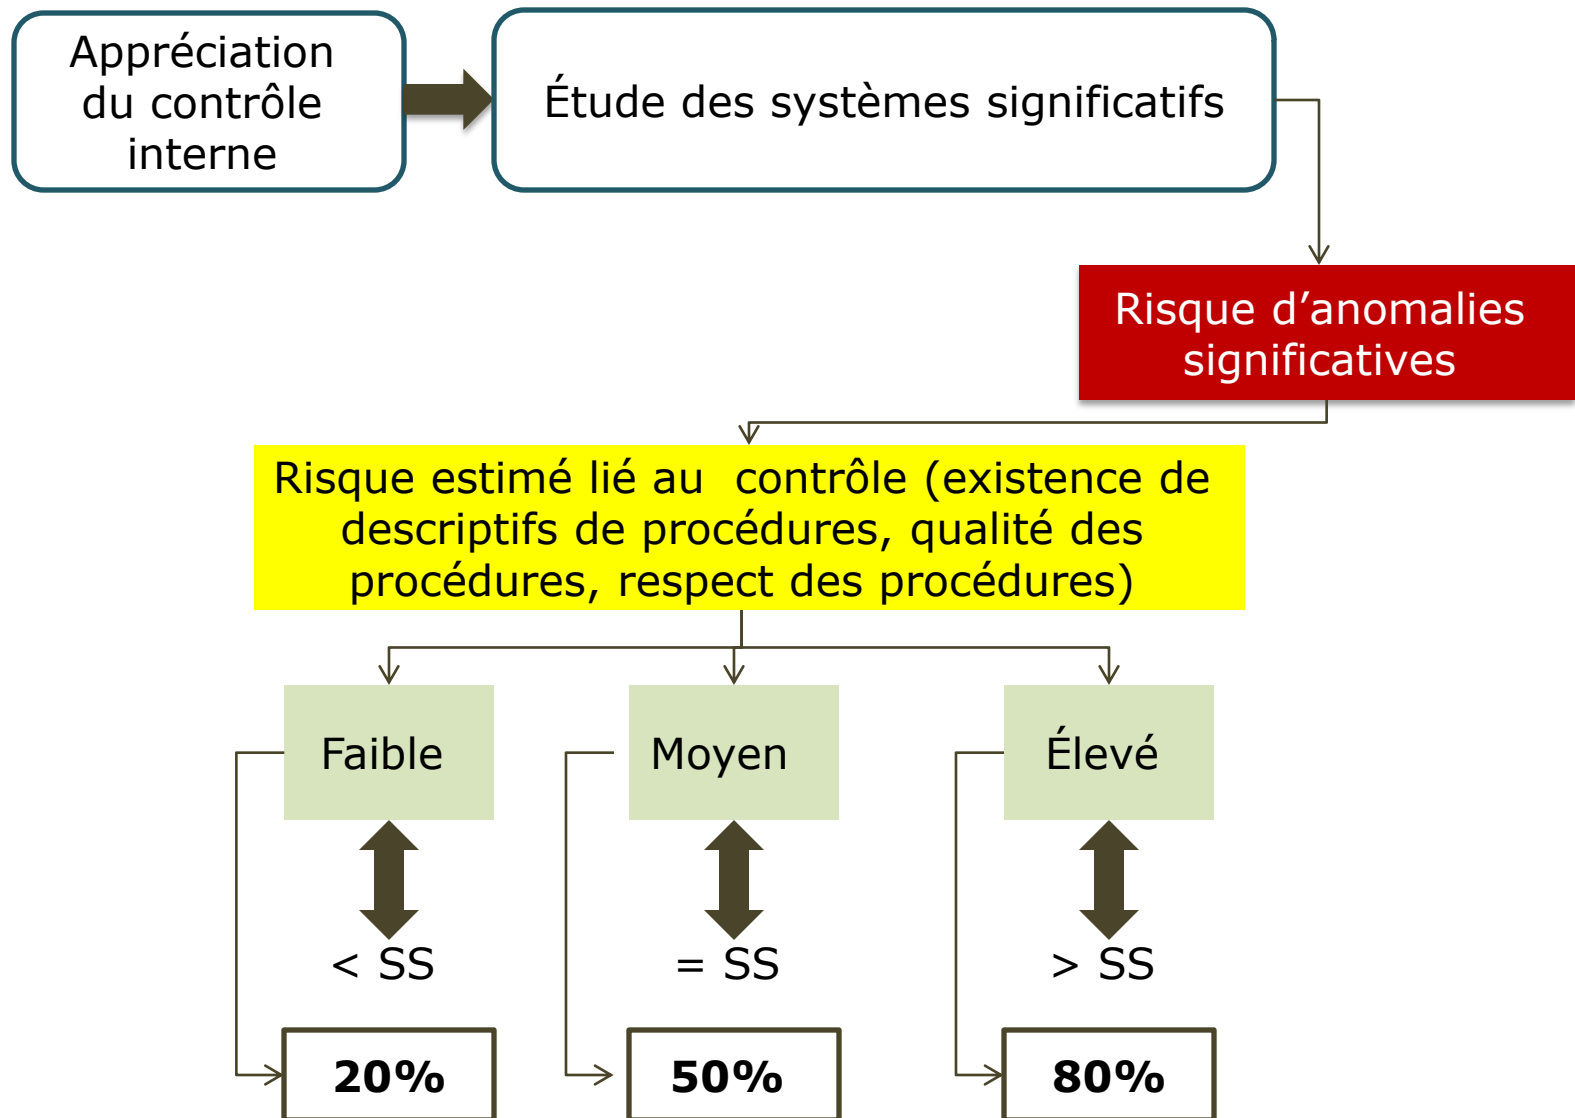 Appréciation
du contrôle
interne
Étude des systèmes significatifs
Risque d’anomalies
significatives
Risque estimé lié au  contrôle (existence de
descriptifs de procédures, qualité des
procédures, respect des procédures)
Faible
Moyen
Élevé
< SS
= SS
> SS
20%
50%
80%